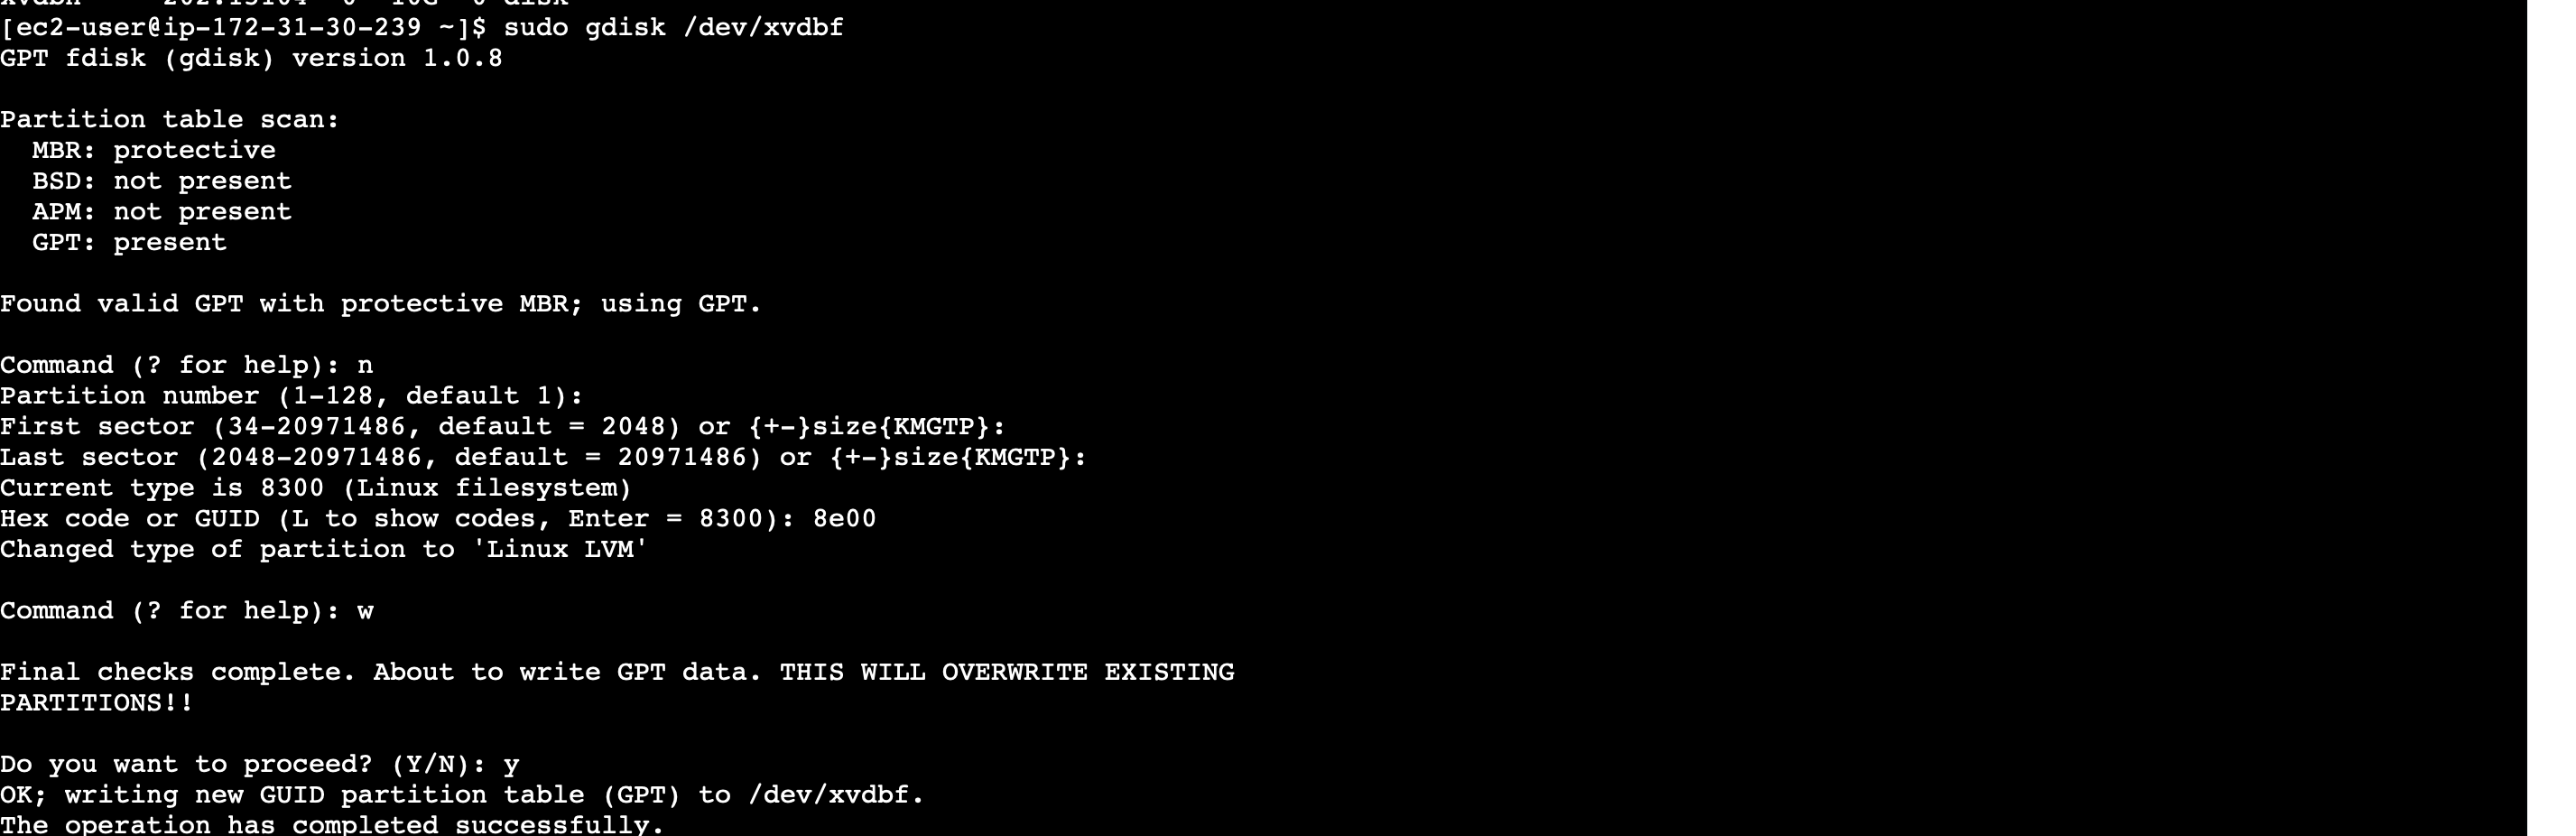 [ec2-user@ip-172-31-30-239 ~]$ sudo gdisk /dev/xvdbf
GPT fdisk (gdisk) version 1.0.8
Partition table scan:
  MBR: protective
  BSD: not present
  APM: not present
  GPT: present
Found valid GPT with protective MBR; using GPT.
Command (? for help): n
Partition number (1-128, default 1):
First sector (34-20971486, default = 2048) or {+-}size{KMGTP}:
Last sector (2048-20971486, default = 20971486) or {+-}size{KMGTP}:
Current type is 8300 (Linux filesystem)
Hex code or GUID (L to show codes, Enter = 8300): 8e00
Changed type of partition to 'Linux LVM'
Command (? for help): w
Final checks complete. About to write GPT data. THIS WILL OVERWRITE EXISTING
PARTITIONS!!
Do you want to proceed? (Y/N): y
OK; writing new GUID partition table (GPT) to /dev/xvdbf.
The operation has completed successfully.